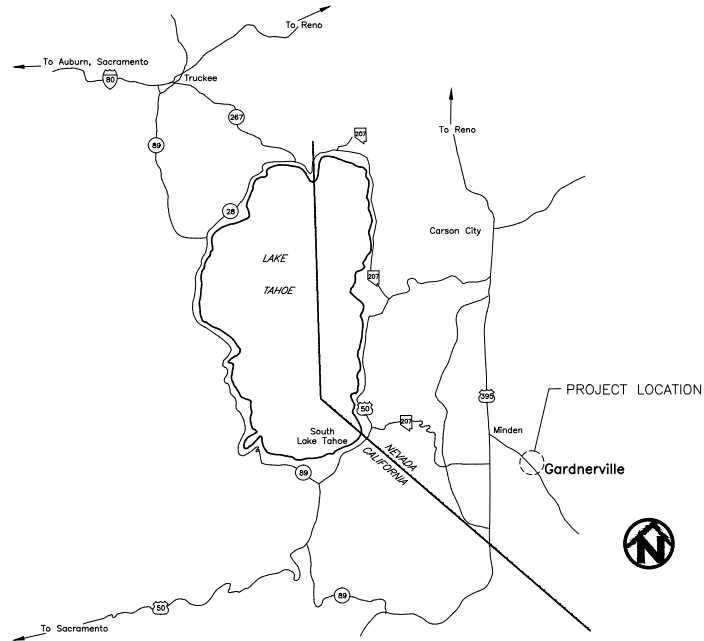 To Reno
To Auburn, Sacramento
80
Truckee
267
207
To Reno
89
28
Carson City
LAKE
TAHOE
207
395
PROJECT LOCATION
50
207
Minden
South
Lake Tahoe
NEVADA
CALIFORNIA
Gardnerville
89
N
89
50
To Sacramento